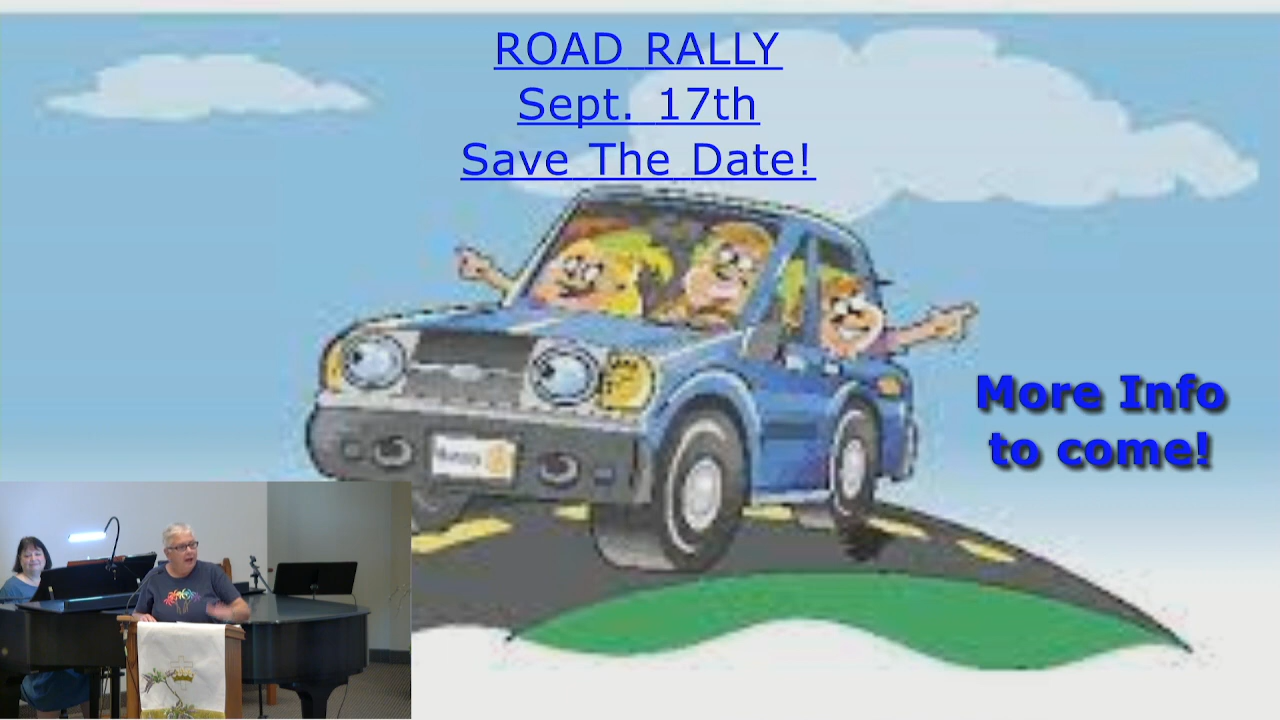 ROAD RALLY
Sept. 17th
Save The Date!
More Info
to come!